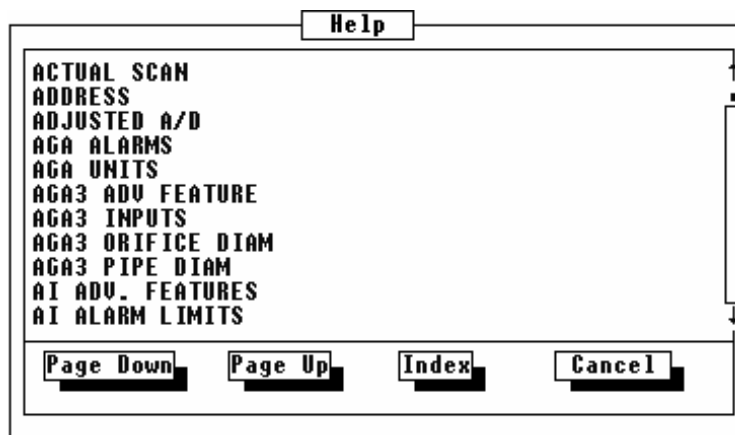 Help
ACTUAL SCAN
ADDRESS
ADJUSTED A/D
AGA ALARMS
AGA UNITS
AGA3 ADV FEATURE
AGA3 INPUTS
AGA3 ORIFICE DIAM
AGA3 PIPE DIAM
AI ADV. FEATURES
AI ALARM LIMITS
Page Down Page Up Index Cancel